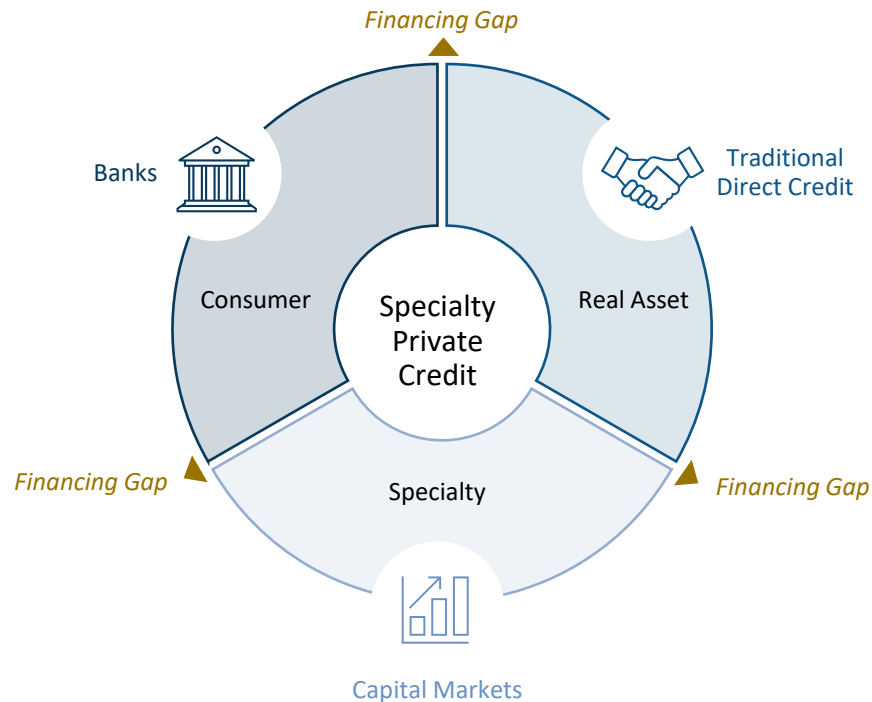 Financing Gap
Banks
Traditional
Direct Credit
Consumer
Specialty
Private
Credit
Real Asset
Financing Gap
Specialty
Financing Gap
Capital Markets